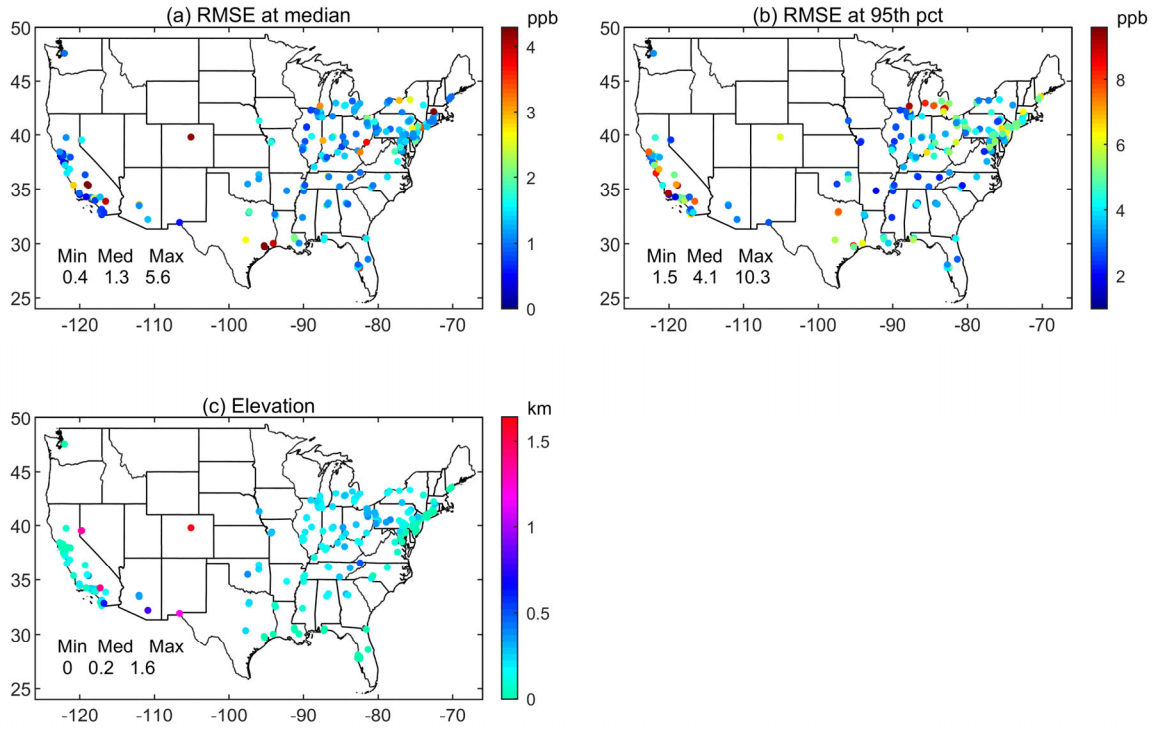 (a) RMSE at median
ppb
50
45
40
35
30
25
-120 -110 -100 -90 -80 -70
Min Med Max
0.4 1.3 5.6
4
3
2
1
0
(b) RMSE at 95th pct
ppb
50
45
40
35
30
25
-120 -110 -100 -90 -80 -70
Min Med Max
1.5 4.1 10.3
8
6
4
2
(c) Elevation
km
50
45
40
35
30
25
-120 -110 -100 -90 -80 -70
Min Med Max
0 0.2 1.6
1.5
1
0.5
0